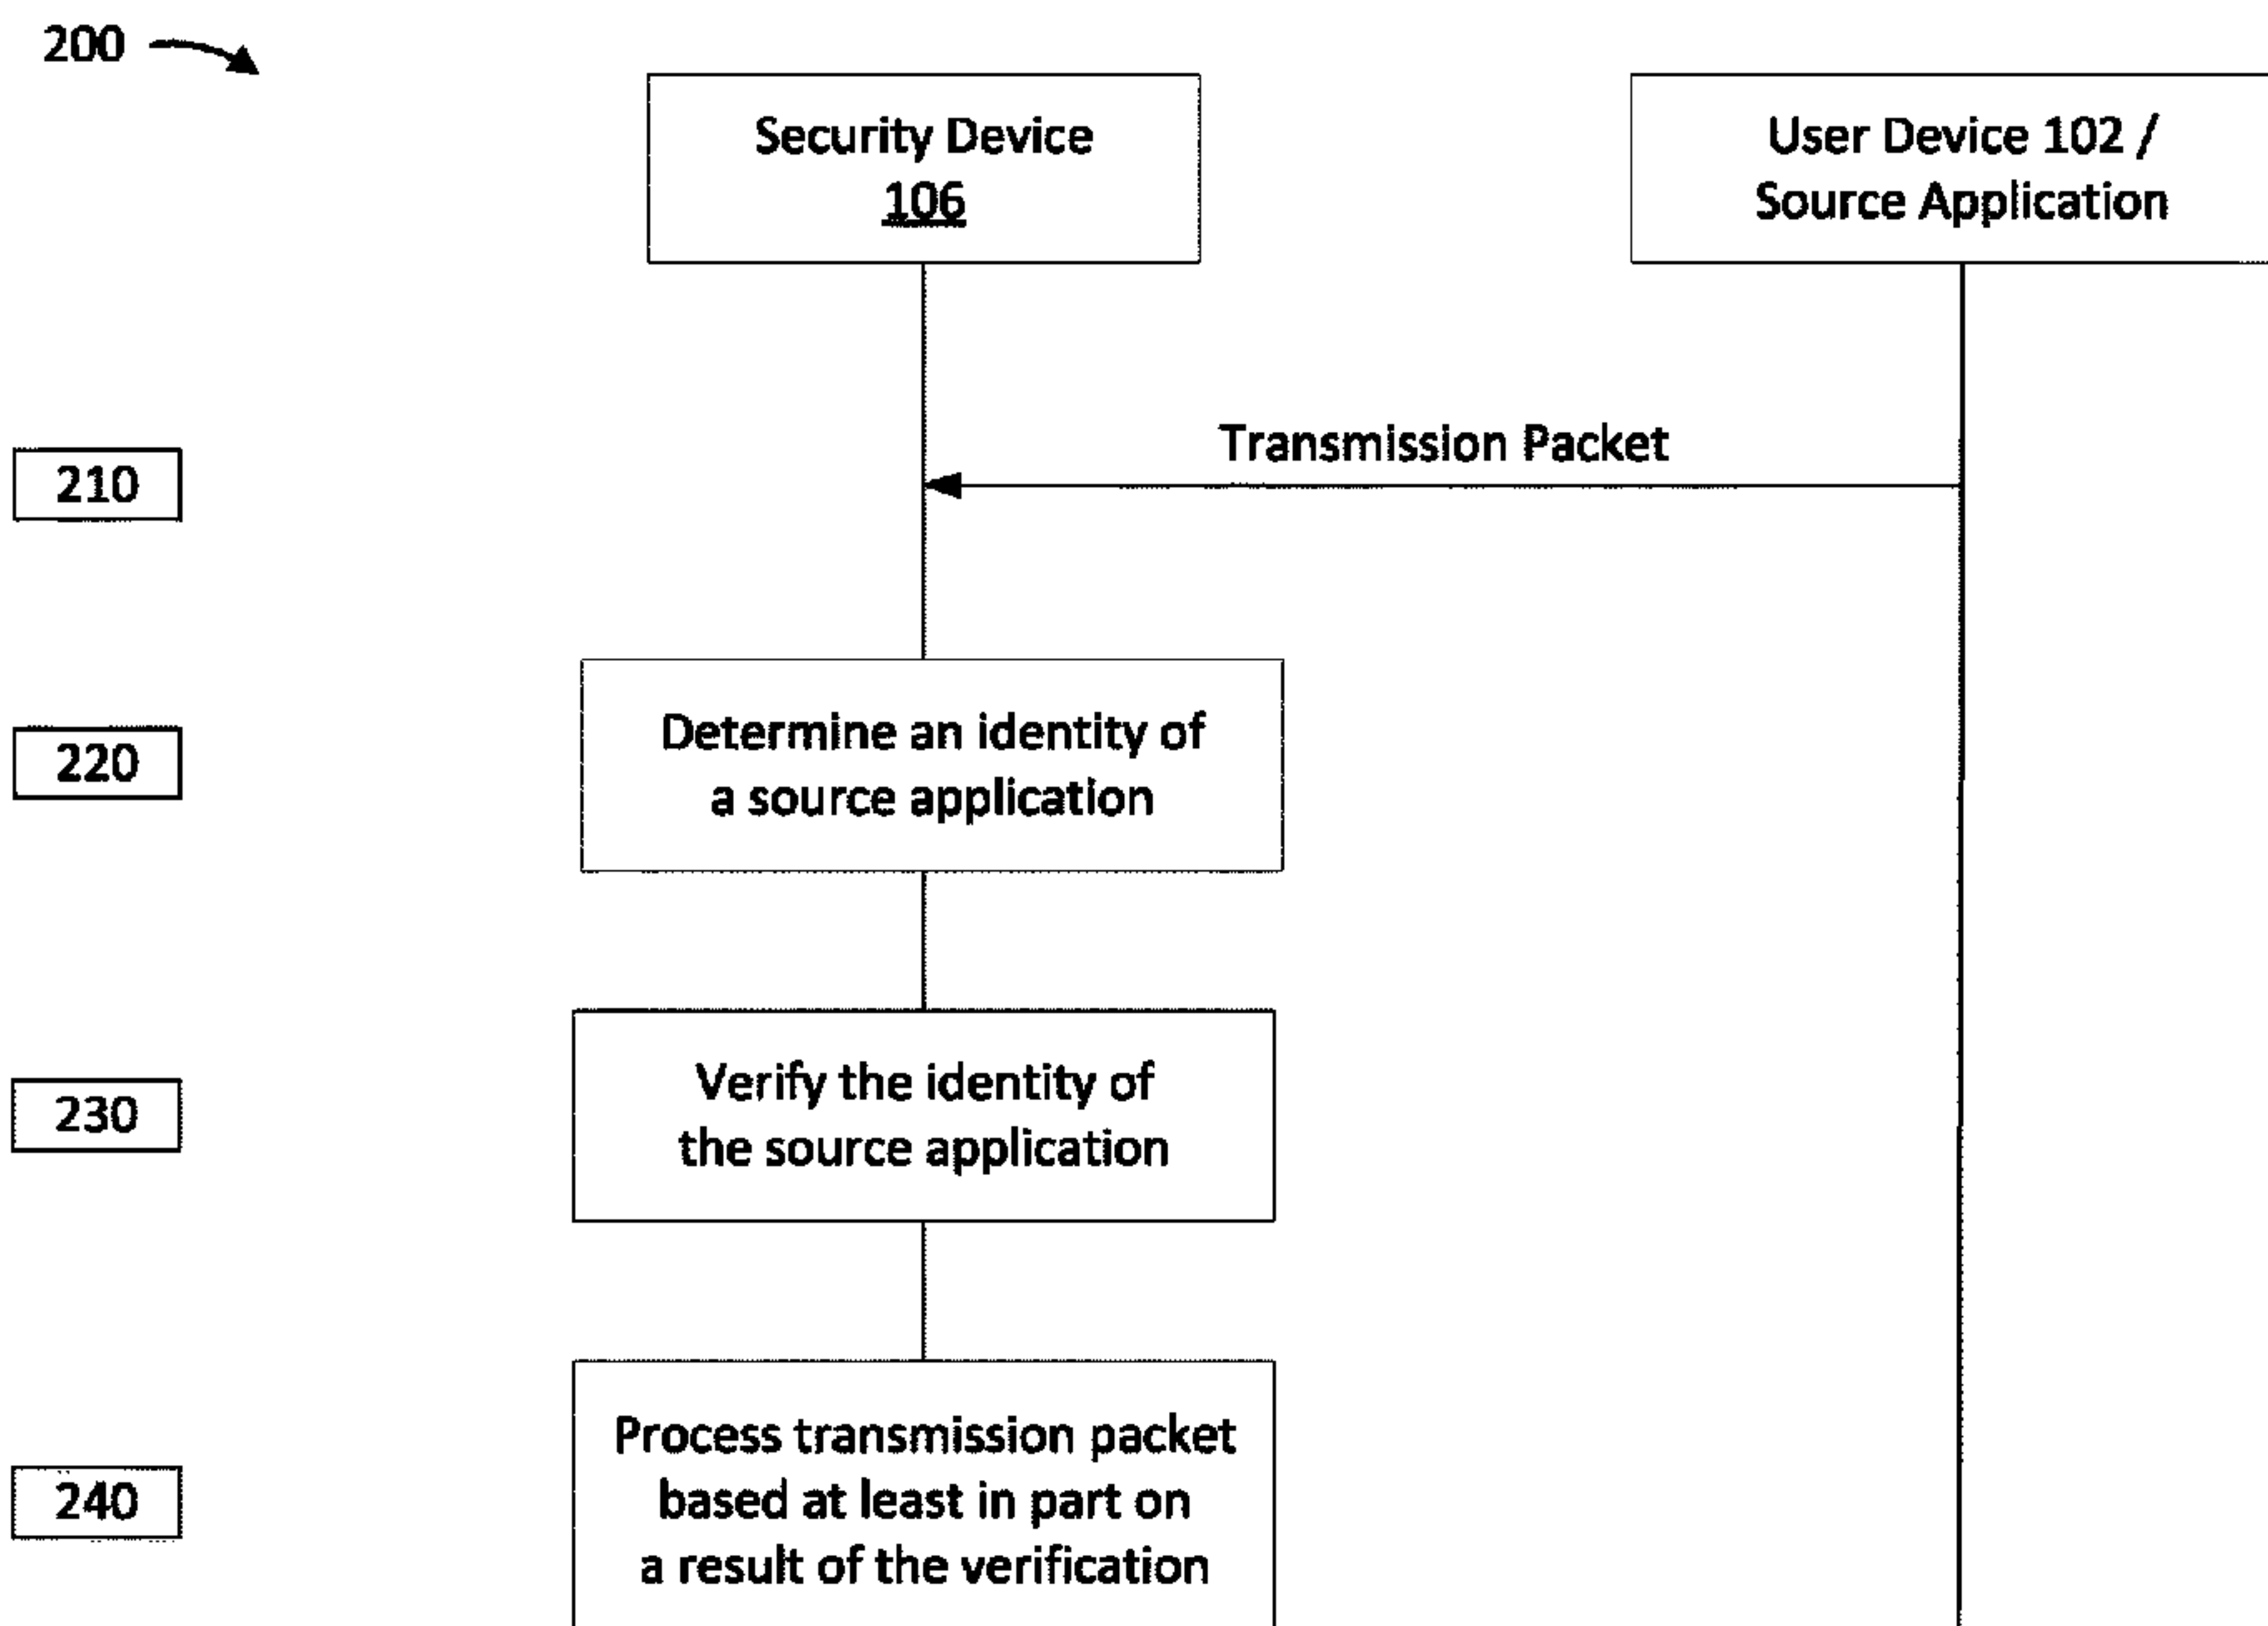 200
Security Device
106
User Device 102 /
Source Application
210
Transmission Packet
220
Determine an identity of
a source application
230
Verify the identity of
the source application
240
Process transmission packet
based at least in part on
a result of the verification